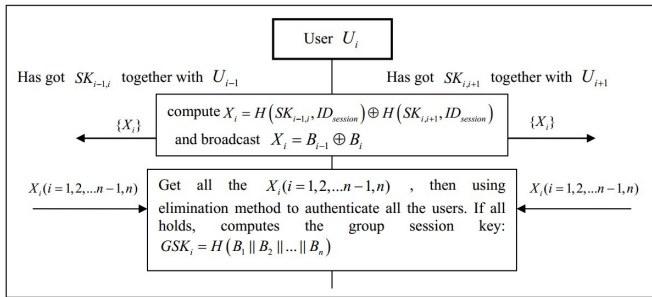 User U_i
Has got SK_{i-1,i} together with U_{i-1}
Has got SK_{i,i+1} together with U_{i+1}
compute X_i = H(SK_{i-1,i}, ID_{session}) ⊕ H(SK_{i,i+1}, ID_{session})
and broadcast X_i = B_{i-1} ⊕ B_i
{X_i}
{X_i}
X_i(i = 1,2,...n-1,n)
Get all the X_i(i = 1,2,...n-1,n) , then using
elimination method to authenticate all the users. If all
holds, computes the group session key:
GSK_i = H(B_1 || B_2 || ... || B_n)
X_i(i = 1,2,...n-1,n)